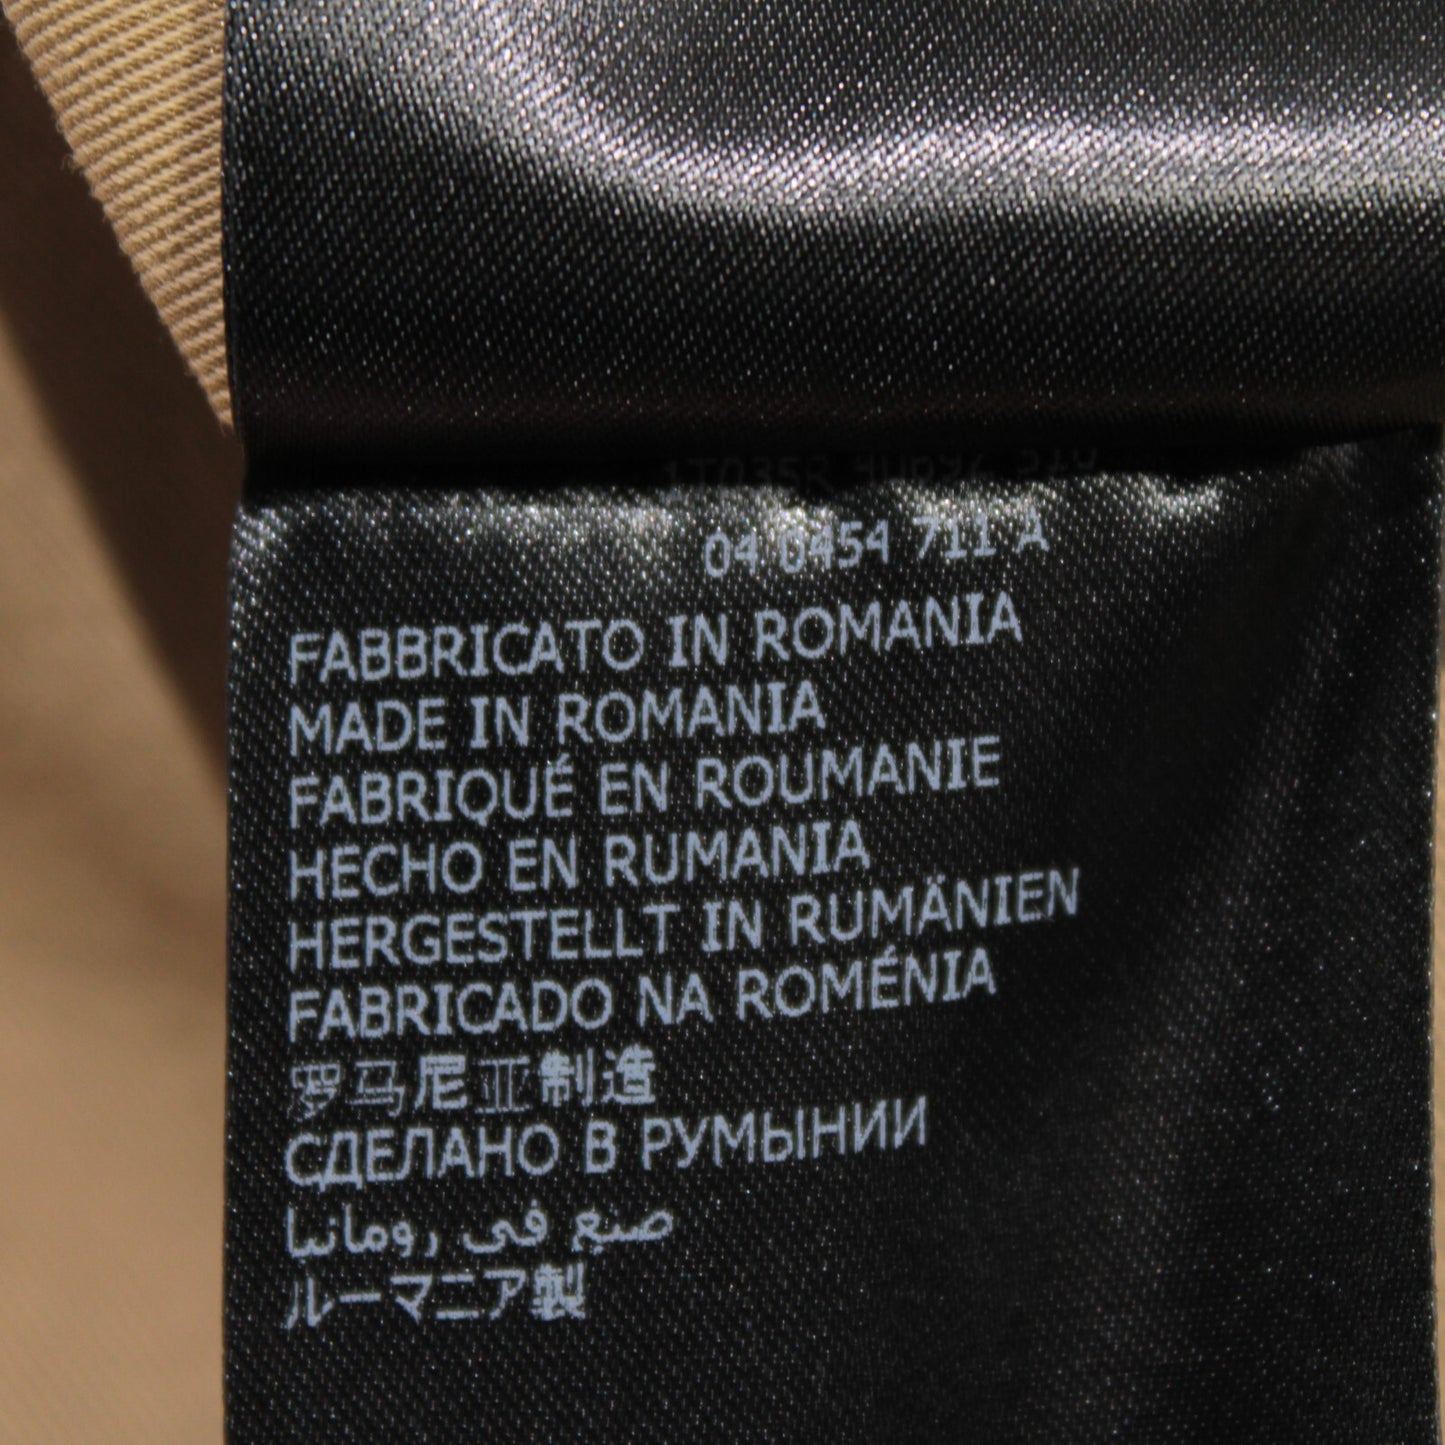 04 0454 711 A
FABBRICATO IN ROMANIA
MADE IN ROMANIA
FABRIQUÉ EN ROUMANIE
HECHO EN RUMANIA
HERGESTELLT IN RUMÄNIEN
FABRICADO NA ROMÉNIA
罗马尼亚制造
СДЕЛАНО В РУМЫНИИ
صنع في رومانيا
ルーマニア製